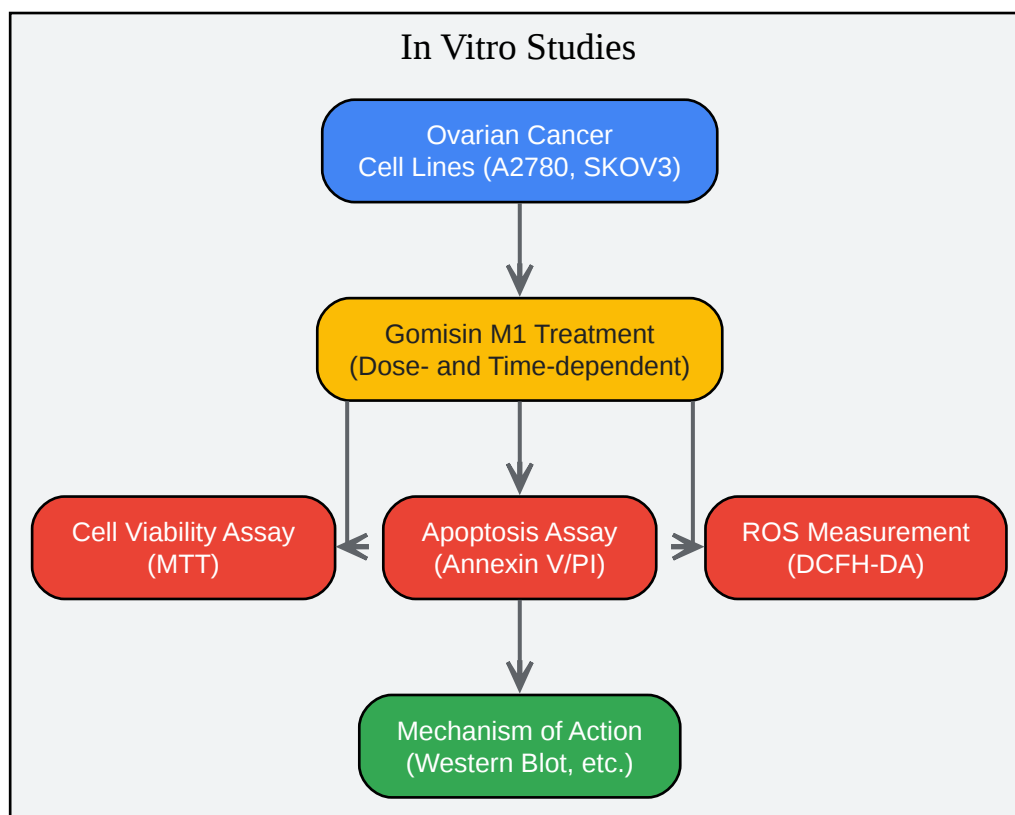 In Vitro Studies
Ovarian Cancer
Cell Lines (A2780, SKOV3)
Gomisin M1 Treatment
(Dose- and Time-dependent)
Cell Viability Assay
(MTT)
Apoptosis Assay
(Annexin V/PI)
ROS Measurement
(DCFH-DA)
Mechanism of Action
(Western Blot, etc.)